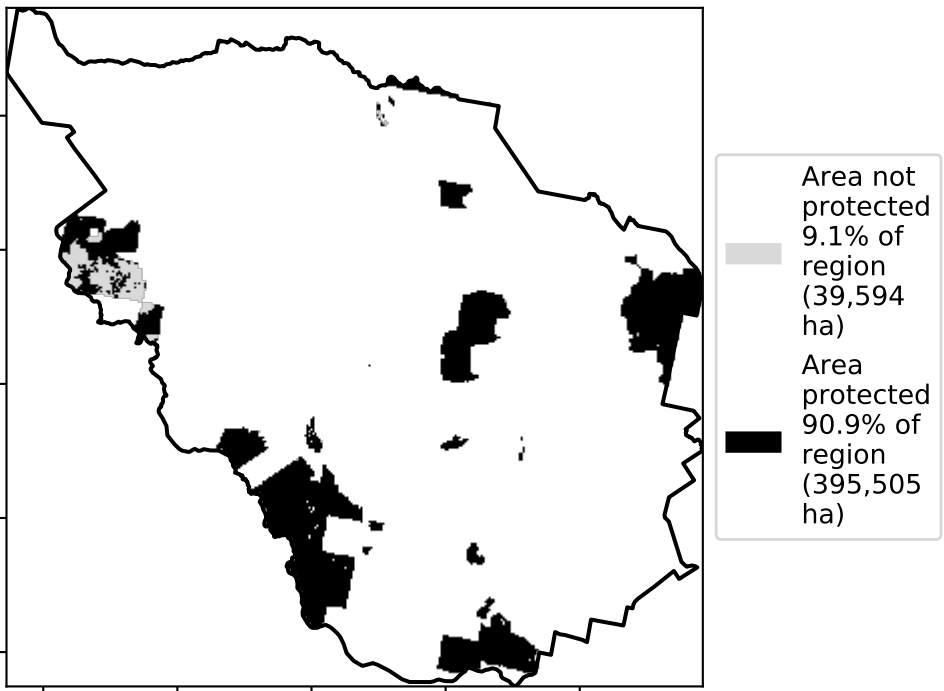 Area not
protected
9.1% of
region
(39,594
ha)
Area
protected
90.9% of
region
(395,505
ha)